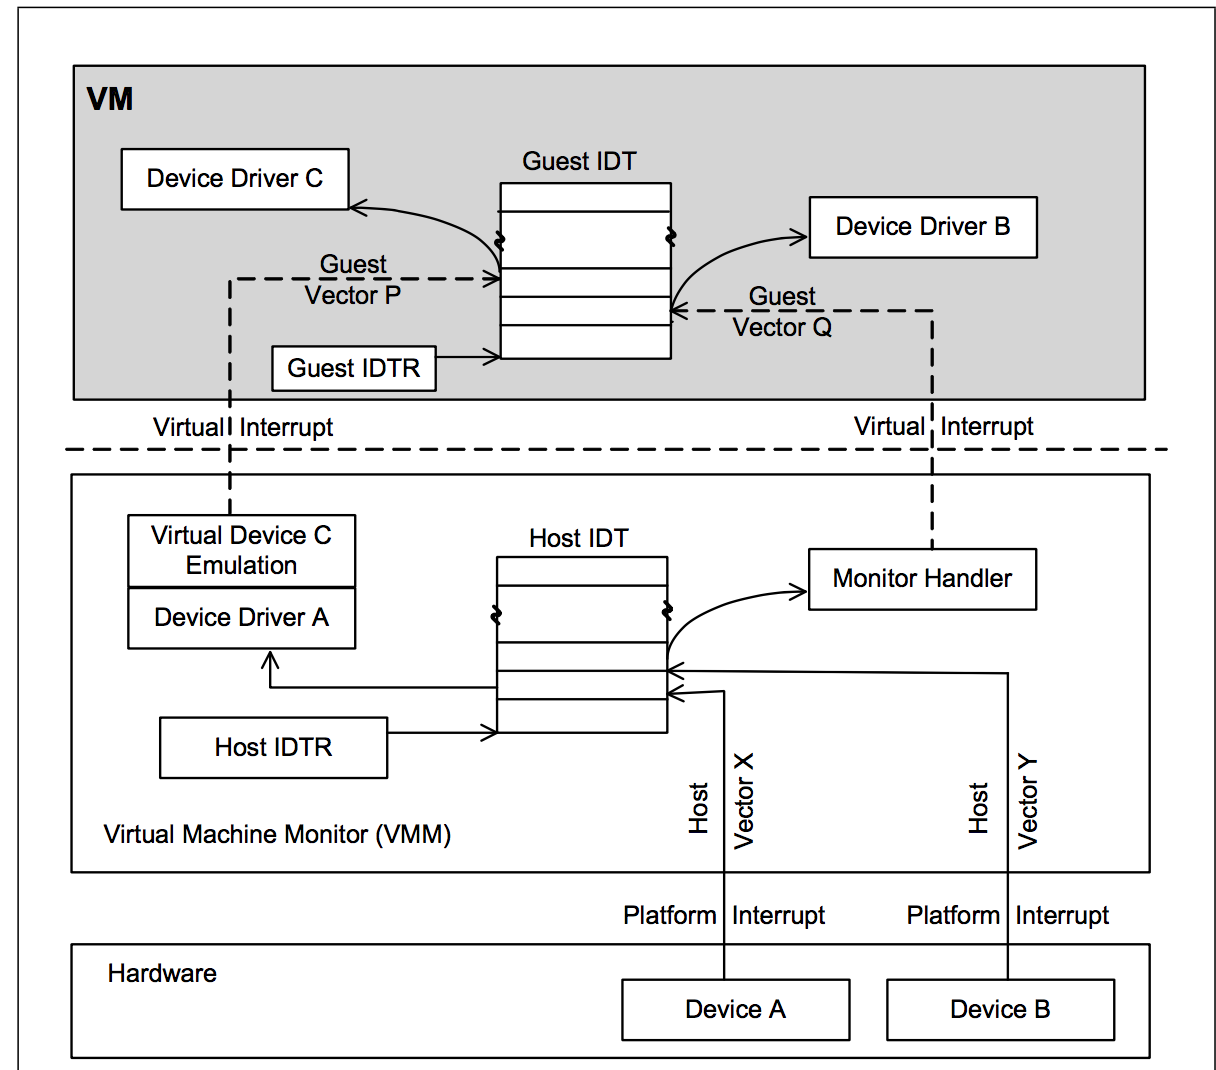 VM
Guest IDT
Device Driver C
Device Driver B
Guest
Vector P
Guest
Vector Q
Guest IDTR
Virtual Interrupt
Virtual Interrupt
Virtual Device C
Emulation
Host IDT
Device Driver A
Monitor Handler
Host IDTR
Host
Vector X
Host
Vector Y
Virtual Machine Monitor (VMM)
Platform Interrupt
Platform Interrupt
Hardware
Device A
Device B